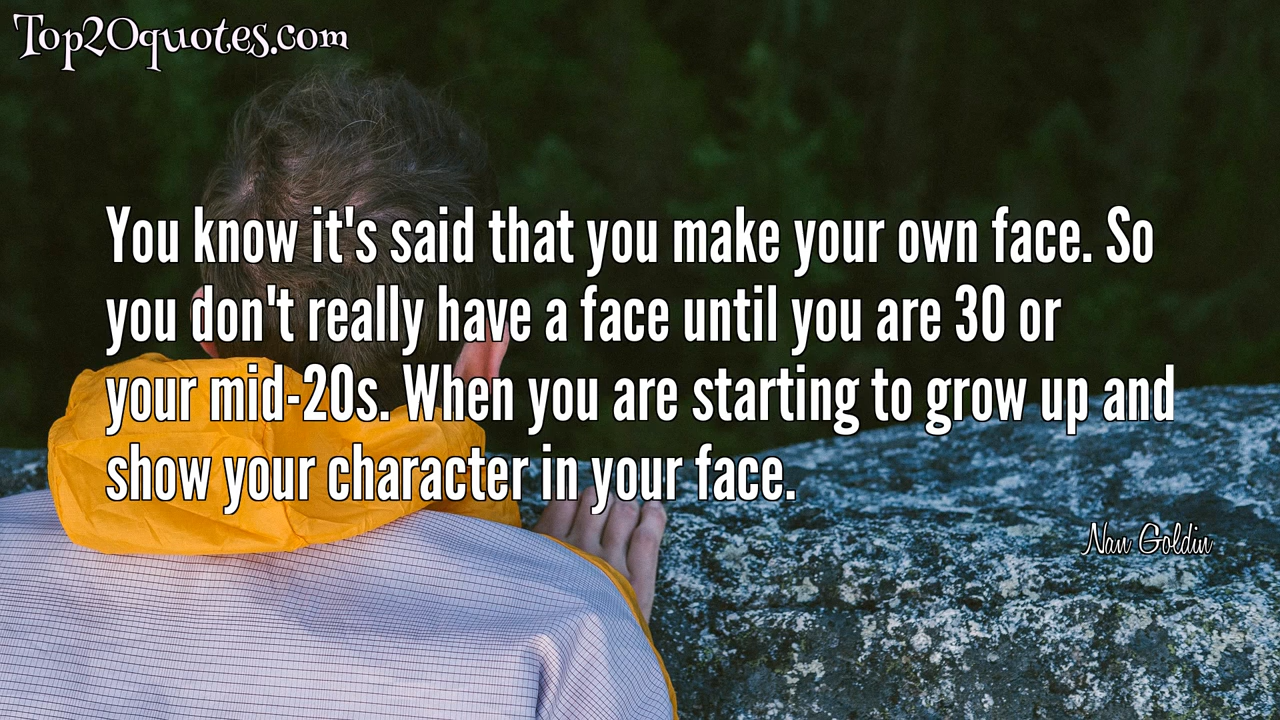 Top20quotes.com
You know it's said that you make your own face. So
you don't really have a face until you are 30 or
your mid-20s. When you are starting to grow up and
show your character in your face.
Nan Goldin